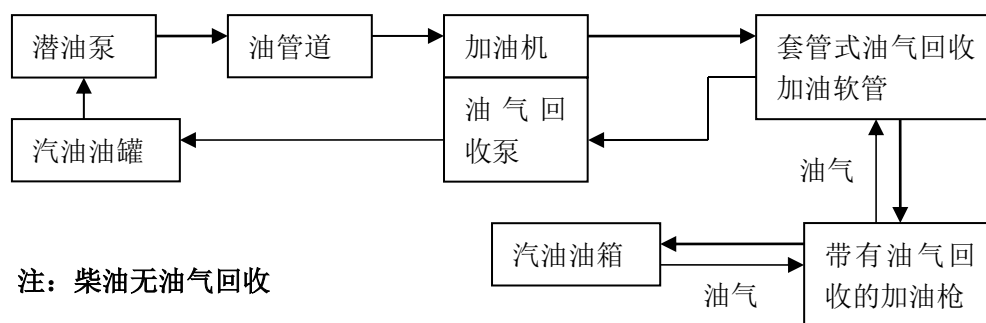 潜油泵
油管道
加油机
套管式油气回收
加油软管
油气回
收泵
汽油油罐
油气
汽油油箱
带有油气回
收的加油枪
油气
注：柴油无油气回收